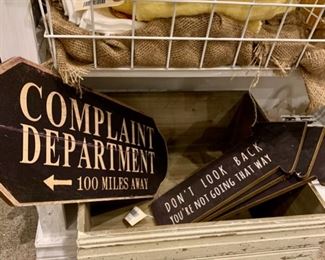 COMPLAINT
DEPARTMENT
← 100 MILES AWAY
DON'T LOOK BACK
YOU'RE NOT GOING THAT WAY